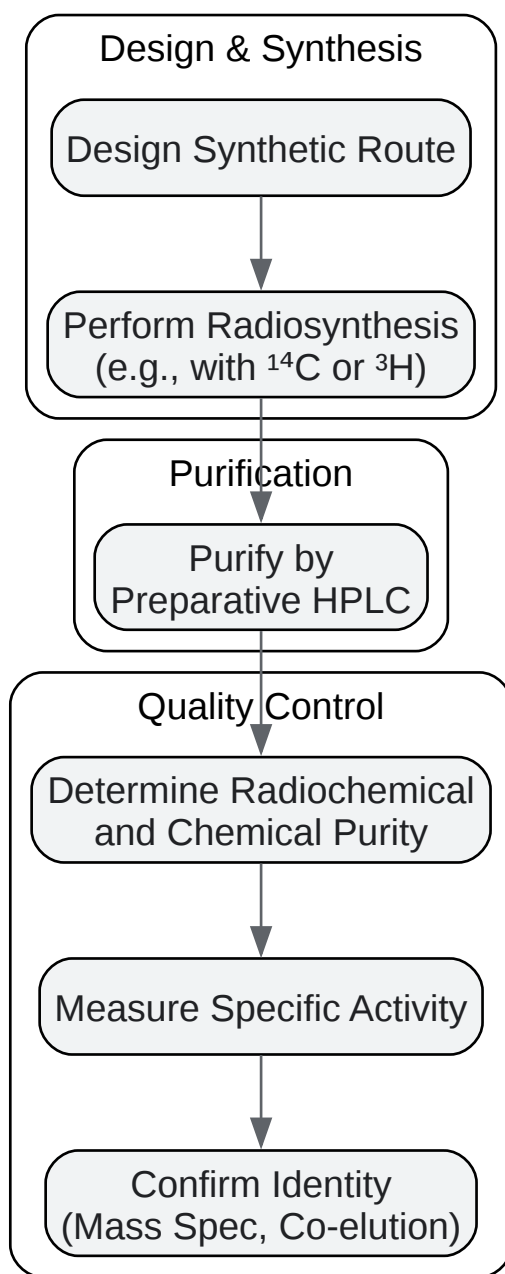 Design & Synthesis
Design Synthetic Route
Perform Radiosynthesis
(e.g., with ¹⁴C or ³H)
Purification
Purify by
Preparative HPLC
Quality Control
Determine Radiochemical
and Chemical Purity
Measure Specific Activity
Confirm Identity
(Mass Spec, Co-elution)